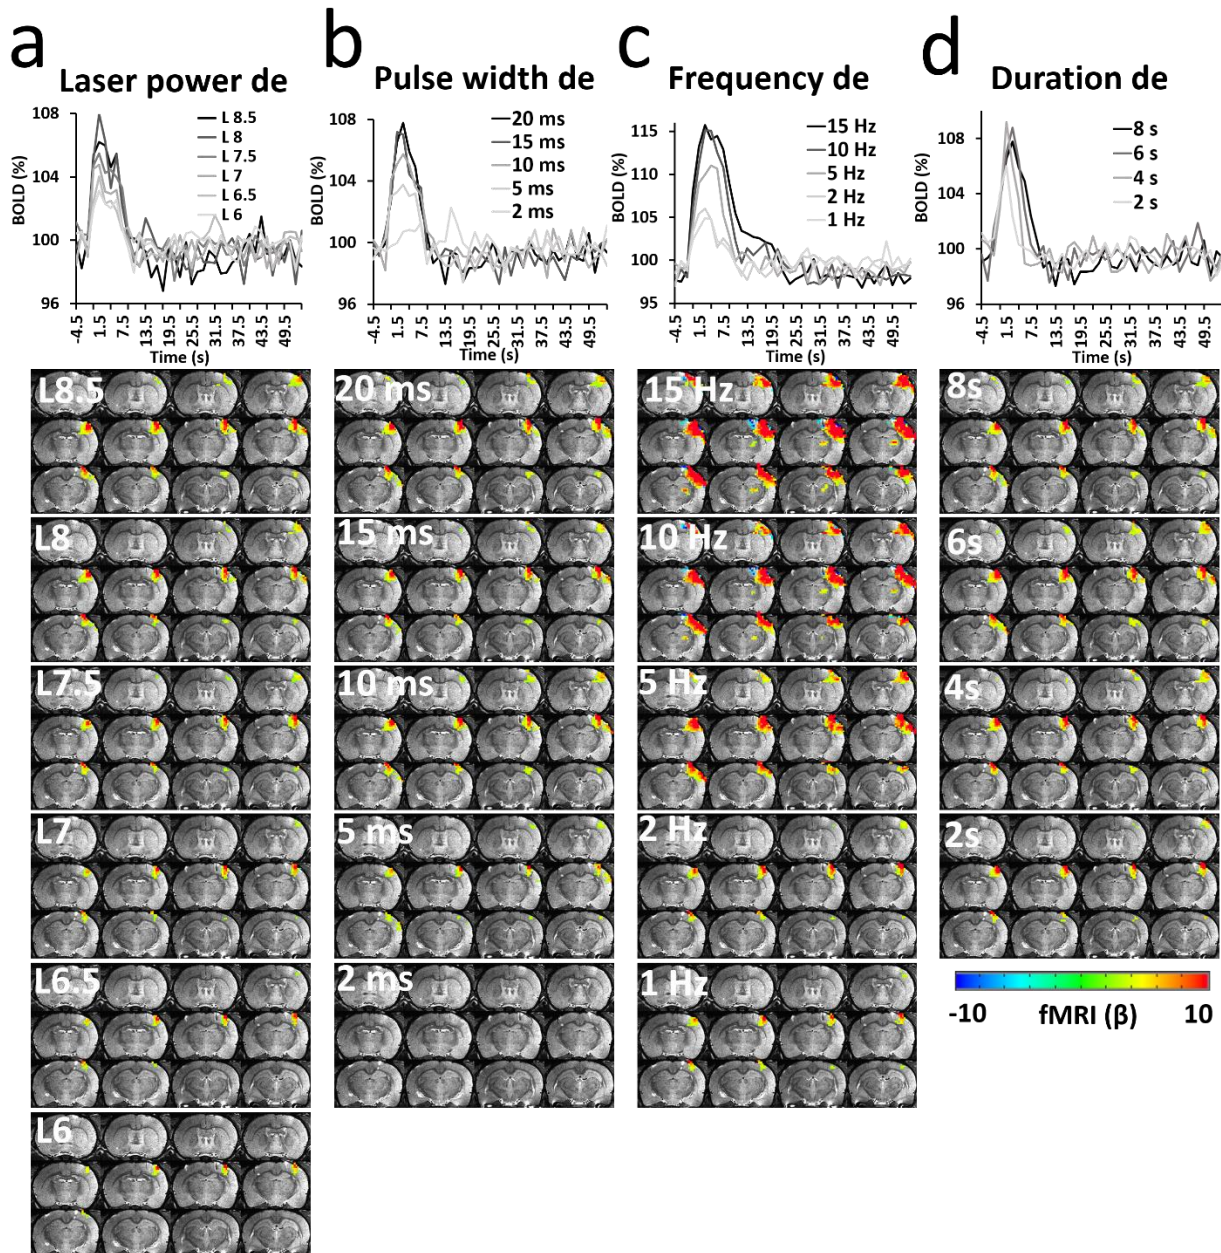 a
Laser power de
108
104
100
96
BOLD (%)
L 8.5
L 8
L 7.5
L 7
L 6.5
L 6
-4.5
1.5
7.5
13.5
19.5
25.5
31.5
37.5
43.5
49.5
Time (s)
b
Pulse width de
108
104
100
96
BOLD (%)
20 ms
15 ms
10 ms
5 ms
2 ms
-4.5
1.5
7.5
13.5
19.5
25.5
31.5
37.5
43.5
49.5
Time (s)
c
Frequency de
115
110
105
100
95
BOLD (%)
15 Hz
10 Hz
5 Hz
2 Hz
1 Hz
-4.5
1.5
7.5
13.5
19.5
25.5
31.5
37.5
43.5
49.5
Time (s)
d
Duration de
108
104
100
96
BOLD (%)
8 s
6 s
4 s
2 s
-4.5
1.5
7.5
13.5
19.5
25.5
31.5
37.5
43.5
49.5
Time (s)
L8.5
L8
L7.5
L7
L6.5
L6
20 ms
15 ms
10 ms
5 ms
2 ms
15 Hz
10 Hz
5 Hz
2 Hz
1 Hz
8s
6s
4s
2s
-10 fMRI (β) 10